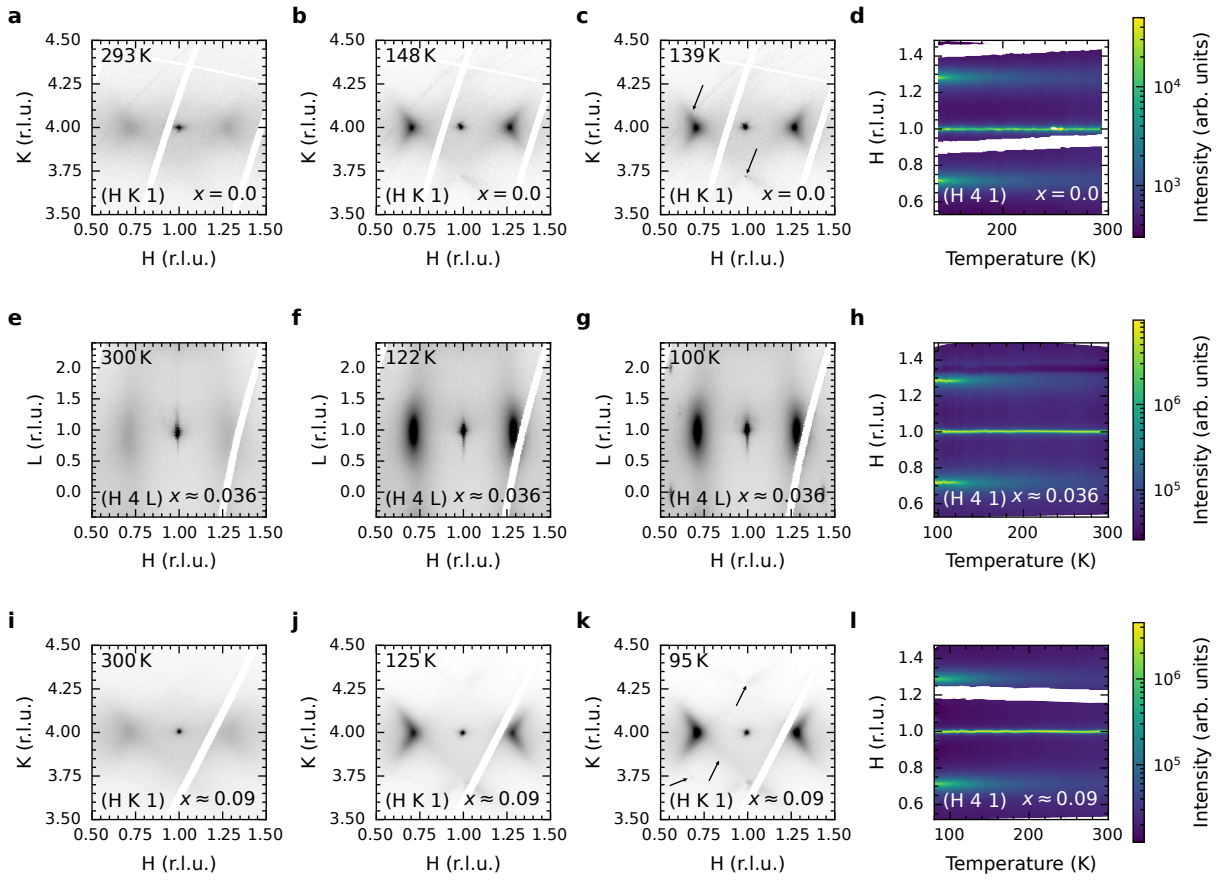 a
4.50
4.25
4.00
3.75
3.50
K (r.l.u.)
293 K
(H K 1)
x = 0.0
0.50 0.75 1.00 1.25 1.50
H (r.l.u.)
b
4.50
4.25
4.00
3.75
3.50
K (r.l.u.)
148 K
(H K 1)
x = 0.0
0.50 0.75 1.00 1.25 1.50
H (r.l.u.)
c
4.50
4.25
4.00
3.75
3.50
K (r.l.u.)
139 K
(H K 1)
x = 0.0
0.50 0.75 1.00 1.25 1.50
H (r.l.u.)
d
1.4
1.2
1.0
0.8
0.6
H (r.l.u.)
(H 4 1)
x = 0.0
200 300
Temperature (K)
10⁴
10³
Intensity (arb. units)
e
2.0
1.5
1.0
0.5
0.0
L (r.l.u.)
300 K
(H 4 L)
x ≈ 0.036
0.50 0.75 1.00 1.25 1.50
H (r.l.u.)
f
2.0
1.5
1.0
0.5
0.0
L (r.l.u.)
122 K
(H 4 L)
x ≈ 0.036
0.50 0.75 1.00 1.25 1.50
H (r.l.u.)
g
2.0
1.5
1.0
0.5
0.0
L (r.l.u.)
100 K
(H 4 L)
x ≈ 0.036
0.50 0.75 1.00 1.25 1.50
H (r.l.u.)
h
1.4
1.2
1.0
0.8
0.6
H (r.l.u.)
(H 4 1)
x ≈ 0.036
100 200 300
Temperature (K)
10⁶
10⁵
Intensity (arb. units)
i
4.50
4.25
4.00
3.75
3.50
K (r.l.u.)
300 K
(H K 1)
x ≈ 0.09
0.50 0.75 1.00 1.25 1.50
H (r.l.u.)
j
4.50
4.25
4.00
3.75
3.50
K (r.l.u.)
125 K
(H K 1)
x ≈ 0.09
0.50 0.75 1.00 1.25 1.50
H (r.l.u.)
k
4.50
4.25
4.00
3.75
3.50
K (r.l.u.)
95 K
(H K 1)
x ≈ 0.09
0.50 0.75 1.00 1.25 1.50
H (r.l.u.)
l
1.4
1.2
1.0
0.8
0.6
H (r.l.u.)
(H 4 1)
x ≈ 0.09
100 200 300
Temperature (K)
10⁶
10⁵
Intensity (arb. units)